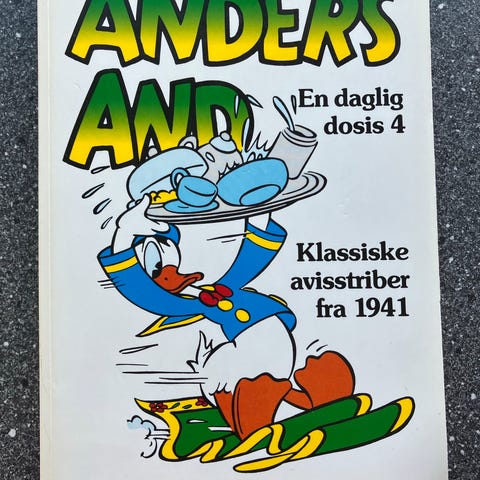 ANDERS
AND
En daglig
dosis 4
Klassiske
avisstriber
fra 1941